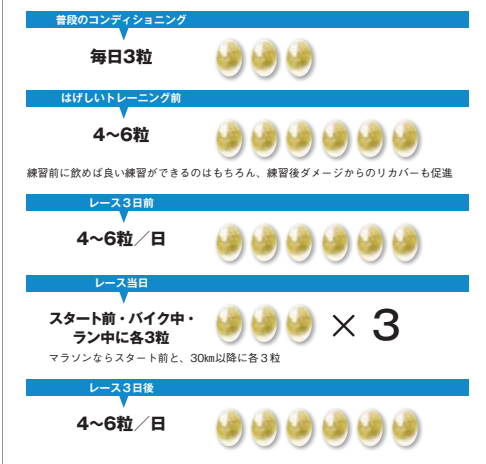 普段のコンディショニング
毎日3粒
はげしいトレーニング前
4〜6粒
練習前に飲めば良い練習ができるのはもちろん、練習後ダメージからのリカバーも促進
レース3日前
4〜6粒／日
レース当日
スタート前・バイク中・
ラン中に各3粒
× 3
マラソンならスタート前と、30㎞以降に各3粒
レース3日後
4〜6粒／日